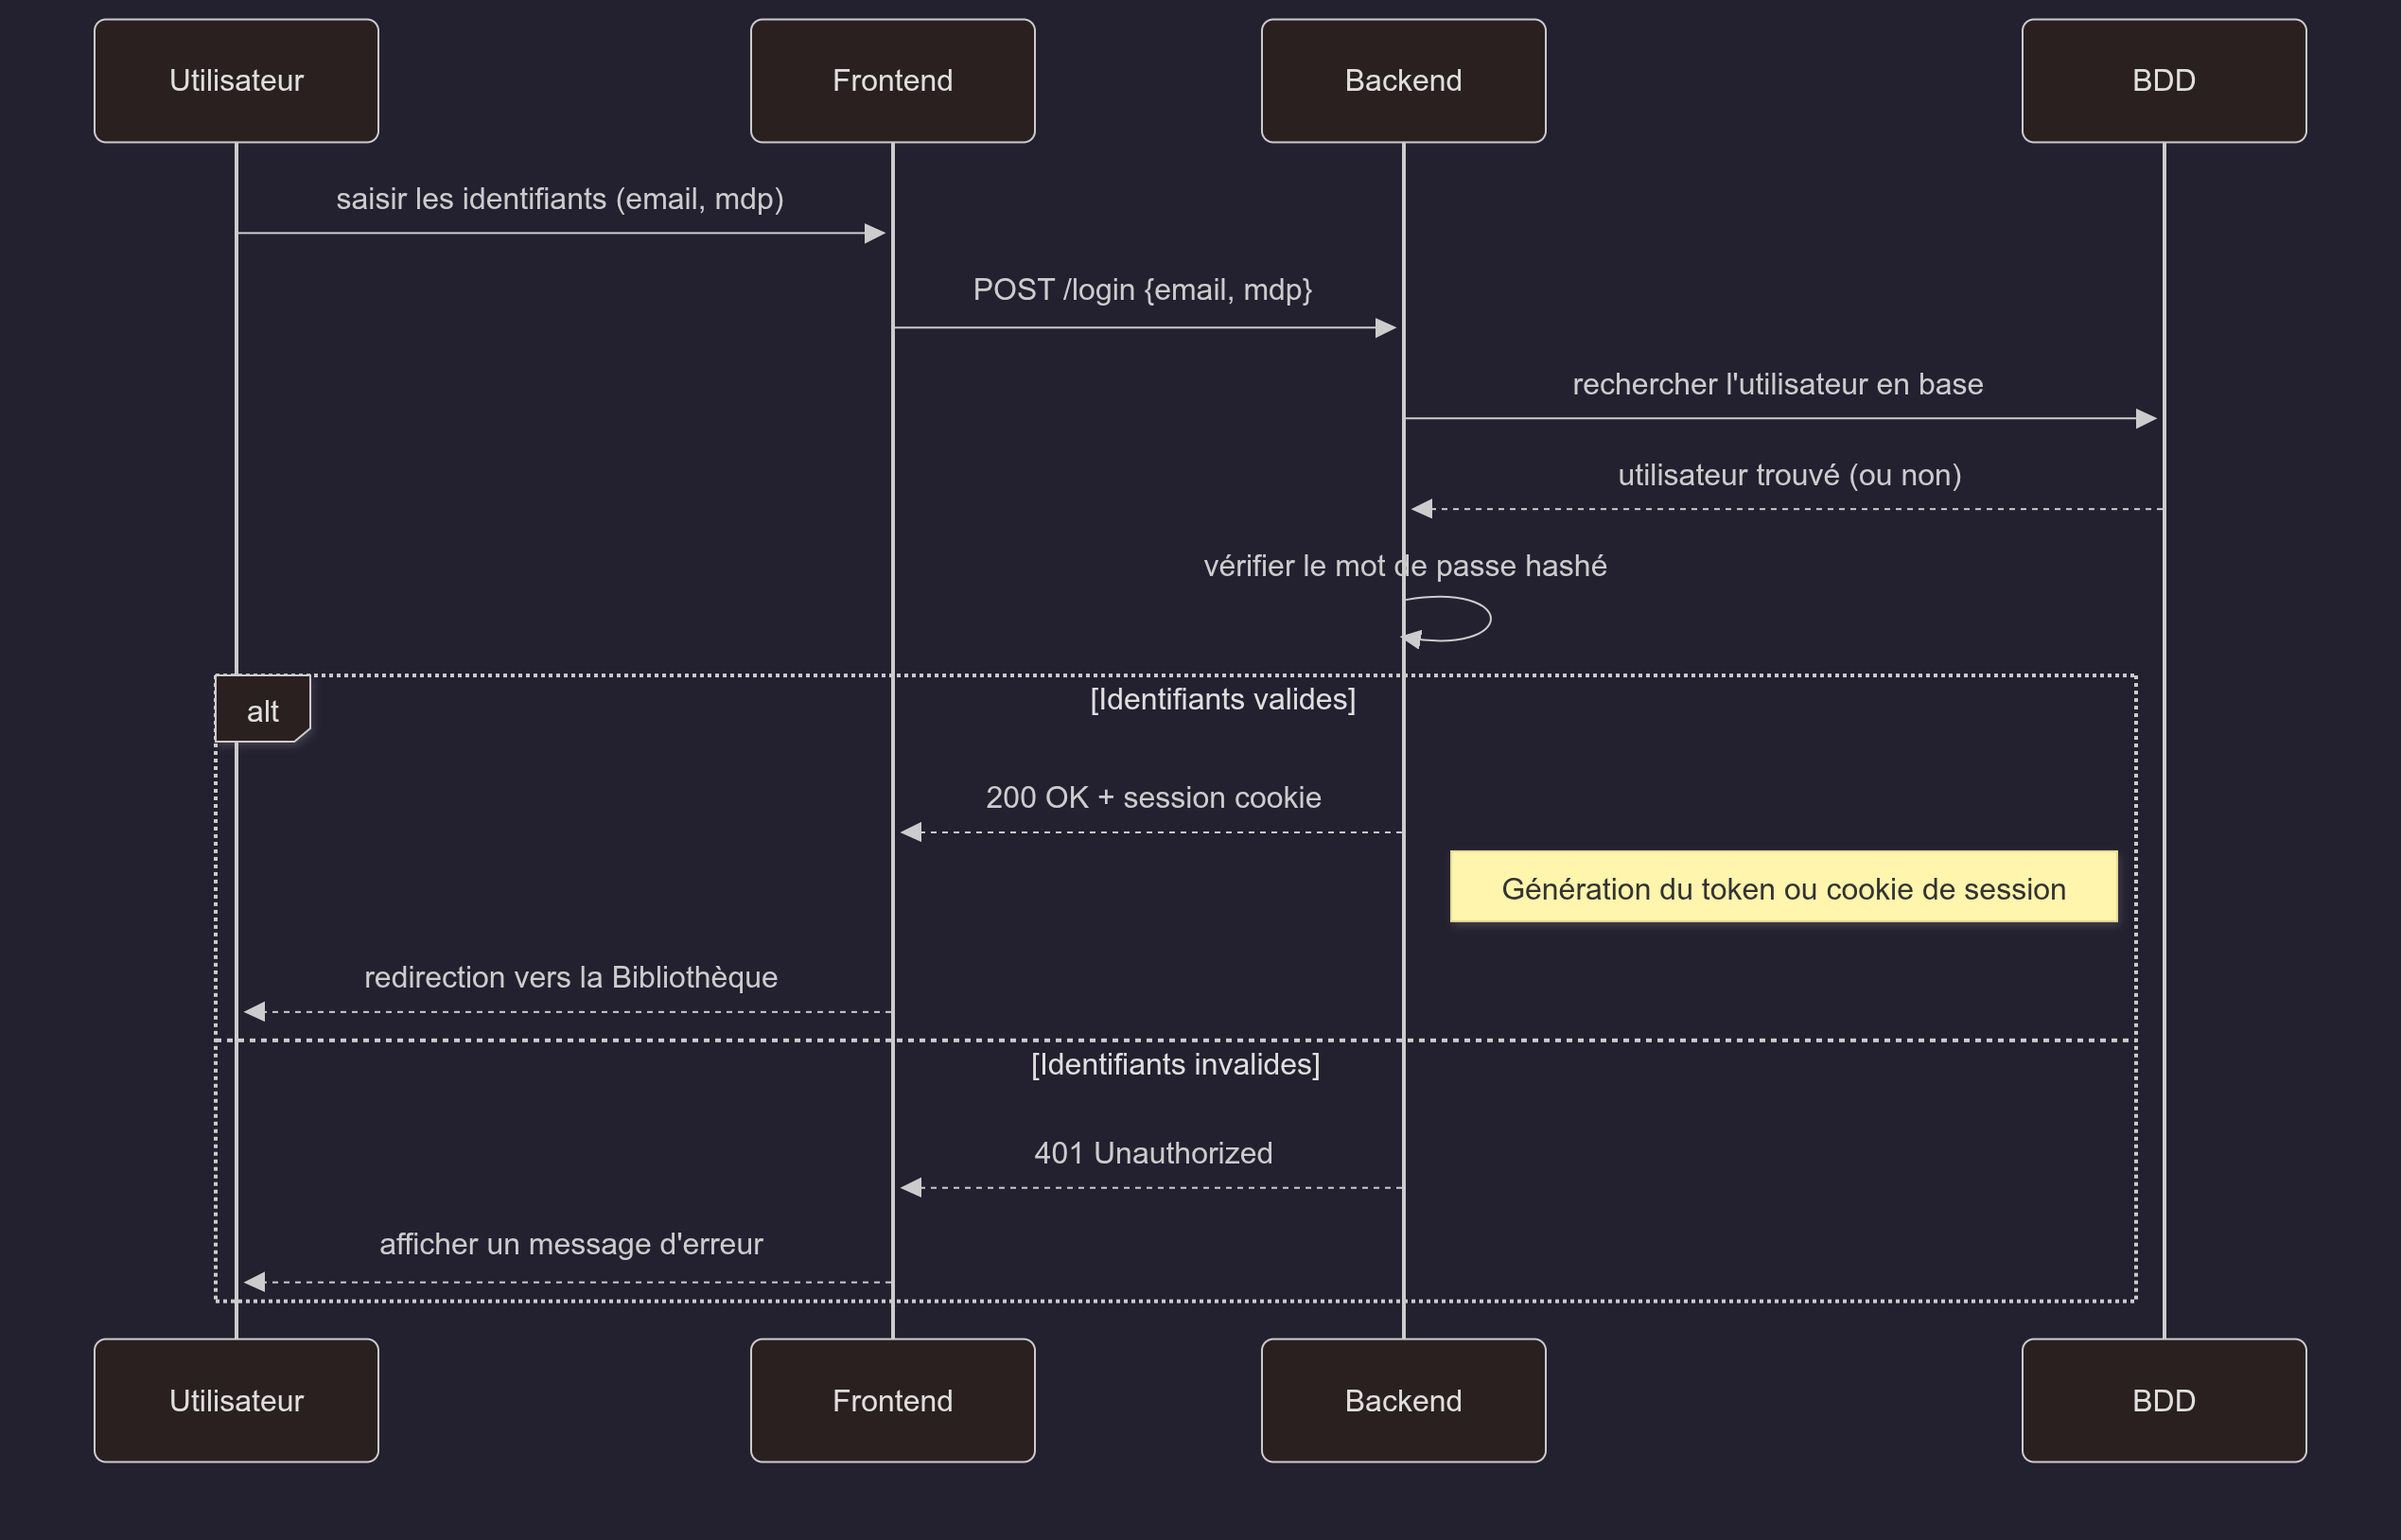 Utilisateur
Frontend
Backend
BDD
saisir les identifiants (email, mdp)
POST /login {email, mdp}
rechercher l'utilisateur en base
utilisateur trouvé (ou non)
vérifier le mot de passe hashé
alt
[Identifiants valides]
200 OK + session cookie
Génération du token ou cookie de session
redirection vers la Bibliothèque
[Identifiants invalides]
401 Unauthorized
afficher un message d'erreur
Utilisateur
Frontend
Backend
BDD